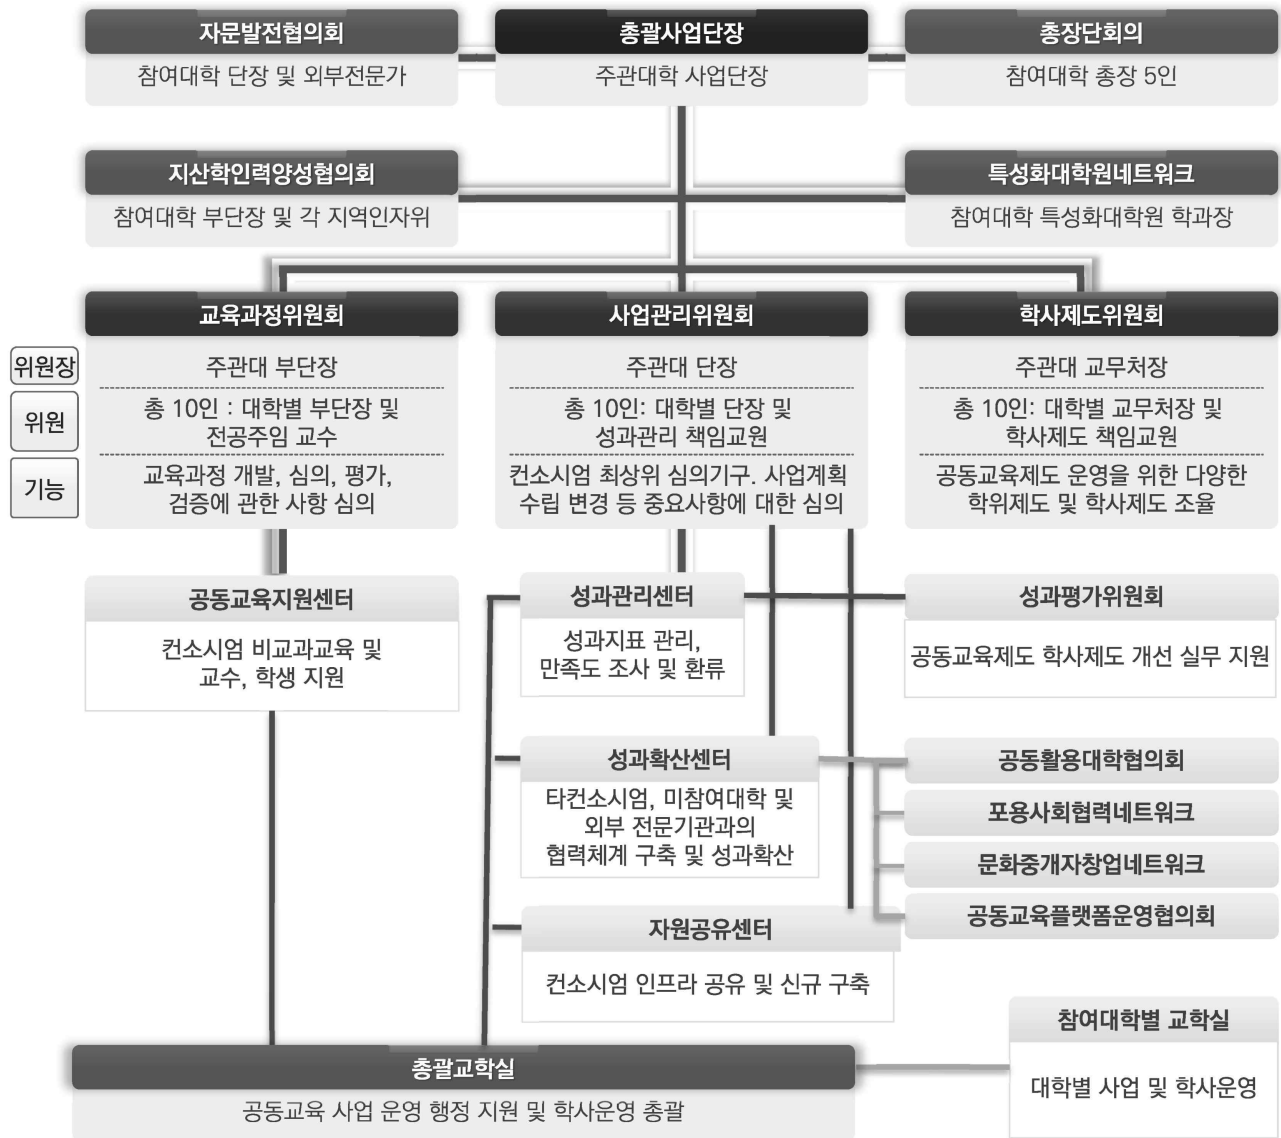 자문발전협의회
참여대학 단장 및 외부전문가
총괄사업단장
주관대학 사업단장
총장단회의
참여대학 총장 5인
지산학인력양성협의회
참여대학 부단장 및 각 지역인자위
특성화대학원네트워크
참여대학 특성화대학원 학과장
교육과정위원회
사업관리위원회
학사제도위원회
위원장
주관대 부단장
주관대 단장
주관대 교무처장
위원
총 10인 : 대학별 부단장 및
전공주임 교수
총 10인: 대학별 단장 및
성과관리 책임교원
총 10인: 대학별 교무처장 및
학사제도 책임교원
기능
교육과정 개발, 심의, 평가,
검증에 관한 사항 심의
컨소시엄 최상위 심의기구. 사업계획
수립 변경 등 중요사항에 대한 심의
공동교육제도 운영을 위한 다양한
학위제도 및 학사제도 조율
공동교육지원센터
컨소시엄 비교과교육 및
교수, 학생 지원
성과관리센터
성과지표 관리,
만족도 조사 및 환류
성과평가위원회
공동교육제도 학사제도 개선 실무 지원
성과확산센터
타컨소시엄, 미참여대학 및
외부 전문기관과의
협력체계 구축 및 성과확산
공동활용대학협의회
포용사회협력네트워크
문화중개자창업네트워크
공동교육플랫폼운영협의회
자원공유센터
컨소시엄 인프라 공유 및 신규 구축
참여대학별 교학실
대학별 사업 및 학사운영
총괄교학실
공동교육 사업 운영 행정 지원 및 학사운영 총괄